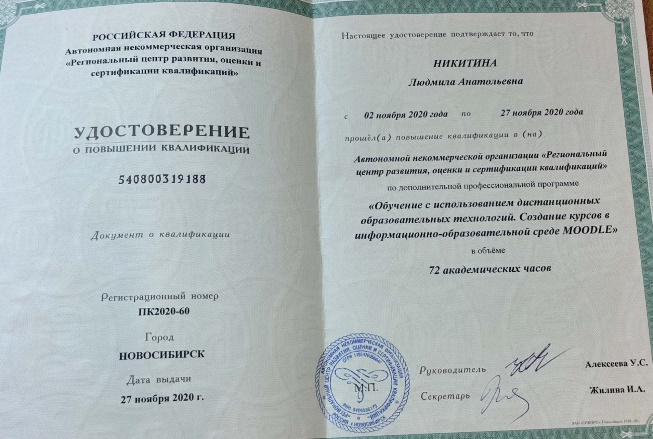 РОССИЙСКАЯ ФЕДЕРАЦИЯ
Автономная некоммерческая организация
«Региональный центр развития, оценки и
сертификации квалификаций»
УДОСТОВЕРЕНИЕ
О ПОВЫШЕНИИ КВАЛИФИКАЦИИ
540800319188
Документ о квалификации
Регистрационный номер
ПК2020-60
Город
НОВОСИБИРСК
Дата выдачи
27 ноября 2020 г.
Настоящее удостоверение подтверждает то, что
НИКИТИНА
Людмила Анатольевна
с 02 ноября 2020 года по 27 ноября 2020 года
прошёл(а) повышение квалификации в (на)
Автономной некоммерческой организации «Региональный
центр развития, оценки и сертификации квалификаций»
по дополнительной профессиональной программе
«Обучение с использованием дистанционных
образовательных технологий. Создание курсов в
информационно-образовательной среде MOODLE»
в объёме
72 академических часов
М.П.
Руководитель Алексеева У.С.
Секретарь Жилина И.А.